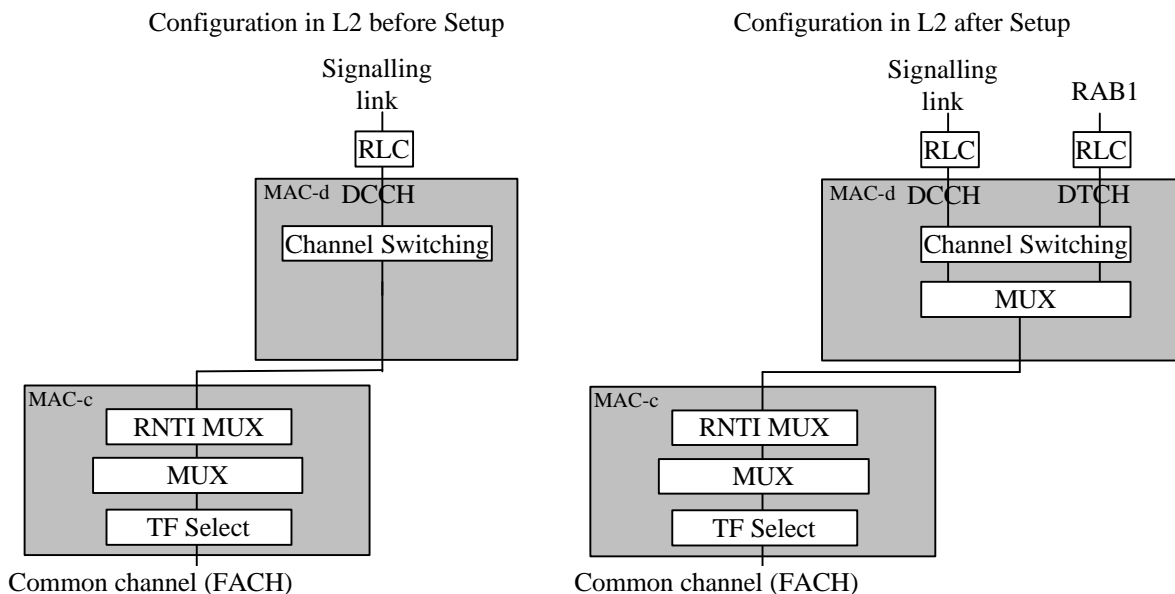 Configuration in L2 before Setup
Signalling
link
RLC
MAC-d DCCH
Channel Switching
MAC-c
RNTI MUX
MUX
TF Select
Common channel (FACH)
Configuration in L2 after Setup
Signalling
link
RAB1
RLC RLC
MAC-d DCCH DTCH
Channel Switching
MUX
MAC-c
RNTI MUX
MUX
TF Select
Common channel (FACH)